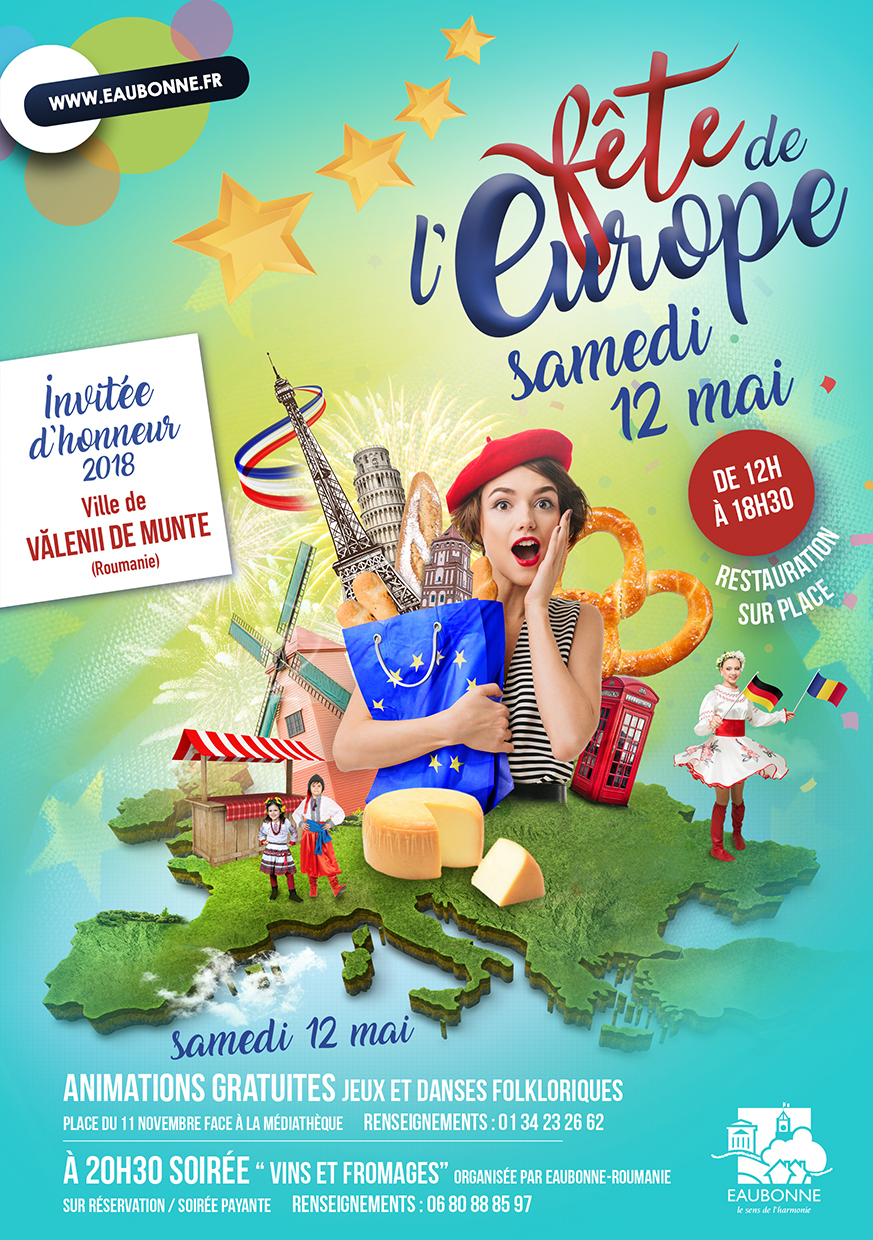 WWW.EAUBONNE.FR
fête de
l'Europe
samedi
12 mai
Invitée
d'honneur
2018
Ville de
VĂLENII DE MUNTE
(Roumanie)
DE 12H
À 18H30
RESTAURATION
SUR PLACE
samedi 12 mai
ANIMATIONS GRATUITES JEUX ET DANSES FOLKLORIQUES
PLACE DU 11 NOVEMBRE FACE À LA MÉDIATHÈQUE RENSEIGNEMENTS : 01 34 23 26 62
À 20H30 SOIRÉE “ VINS ET FROMAGES” ORGANISÉE PAR EAUBONNE-ROUMANIE
SUR RÉSERVATION / SOIRÉE PAYANTE RENSEIGNEMENTS : 06 80 88 85 97
EAUBONNE
le sens de l'harmonie